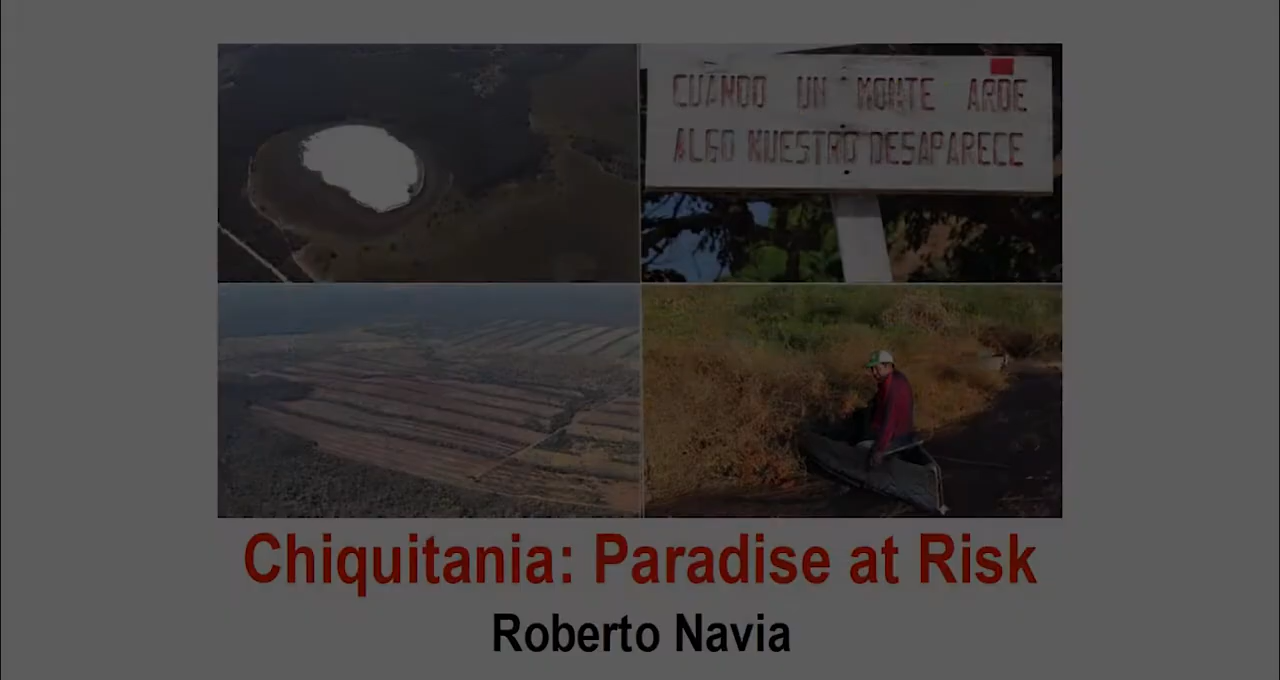 CUANDO UN MONTE ARDE
ALGO NUESTRO DESAPARECE
Chiquitania: Paradise at Risk
Roberto Navia